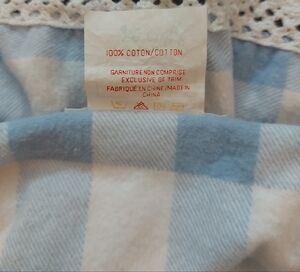 100% COTON/COTTON
GARNITURE NON COMPRISE
EXCLUSIVE OF TRIM
FABRIQUÉ EN CHINE/MADE IN
CHINA